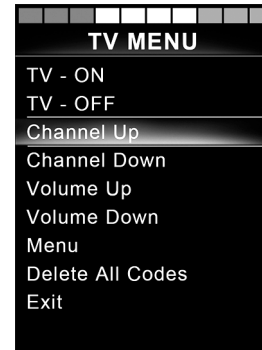 TV MENU
TV - ON
TV - OFF
Channel Up
Channel Down
Volume Up
Volume Down
Menu
Delete All Codes
Exit